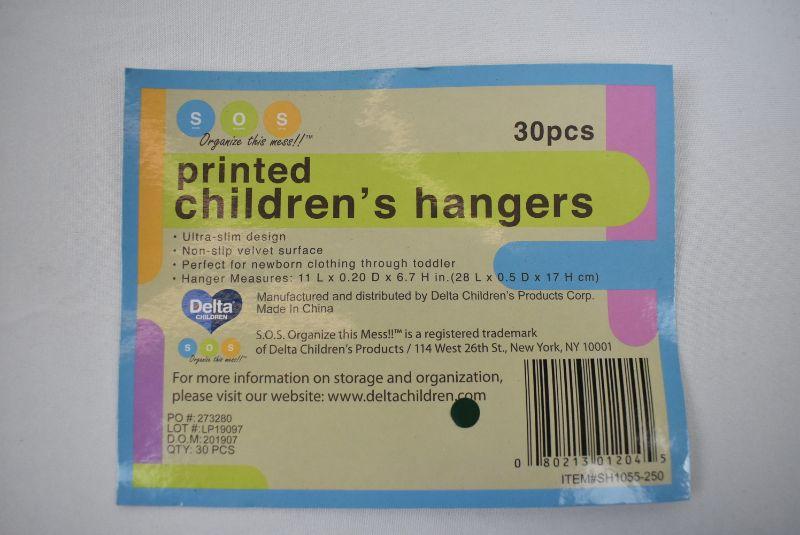 S O S
Organize this mess!!™
30pcs
printed
children's hangers
• Ultra-slim design
• Non-slip velvet surface
• Perfect for newborn clothing through toddler
• Hanger Measures: 11 L x 0.20 D x 6.7 H in.(28 L x 0.5 D x 17 H cm)
Delta
CHILDREN
Manufactured and distributed by Delta Children's Products Corp.
Made In China
S O S
Organize this mess!!™
S.O.S. Organize this Mess!!™ is a registered trademark
of Delta Children's Products / 114 West 26th St., New York, NY 10001
For more information on storage and organization,
please visit our website: www.deltachildren.com
PO #: 273280
LOT #: LP19097
D.O.M: 201907
QTY: 30 PCS
0 80213 01204 5
ITEM#SH1055-250